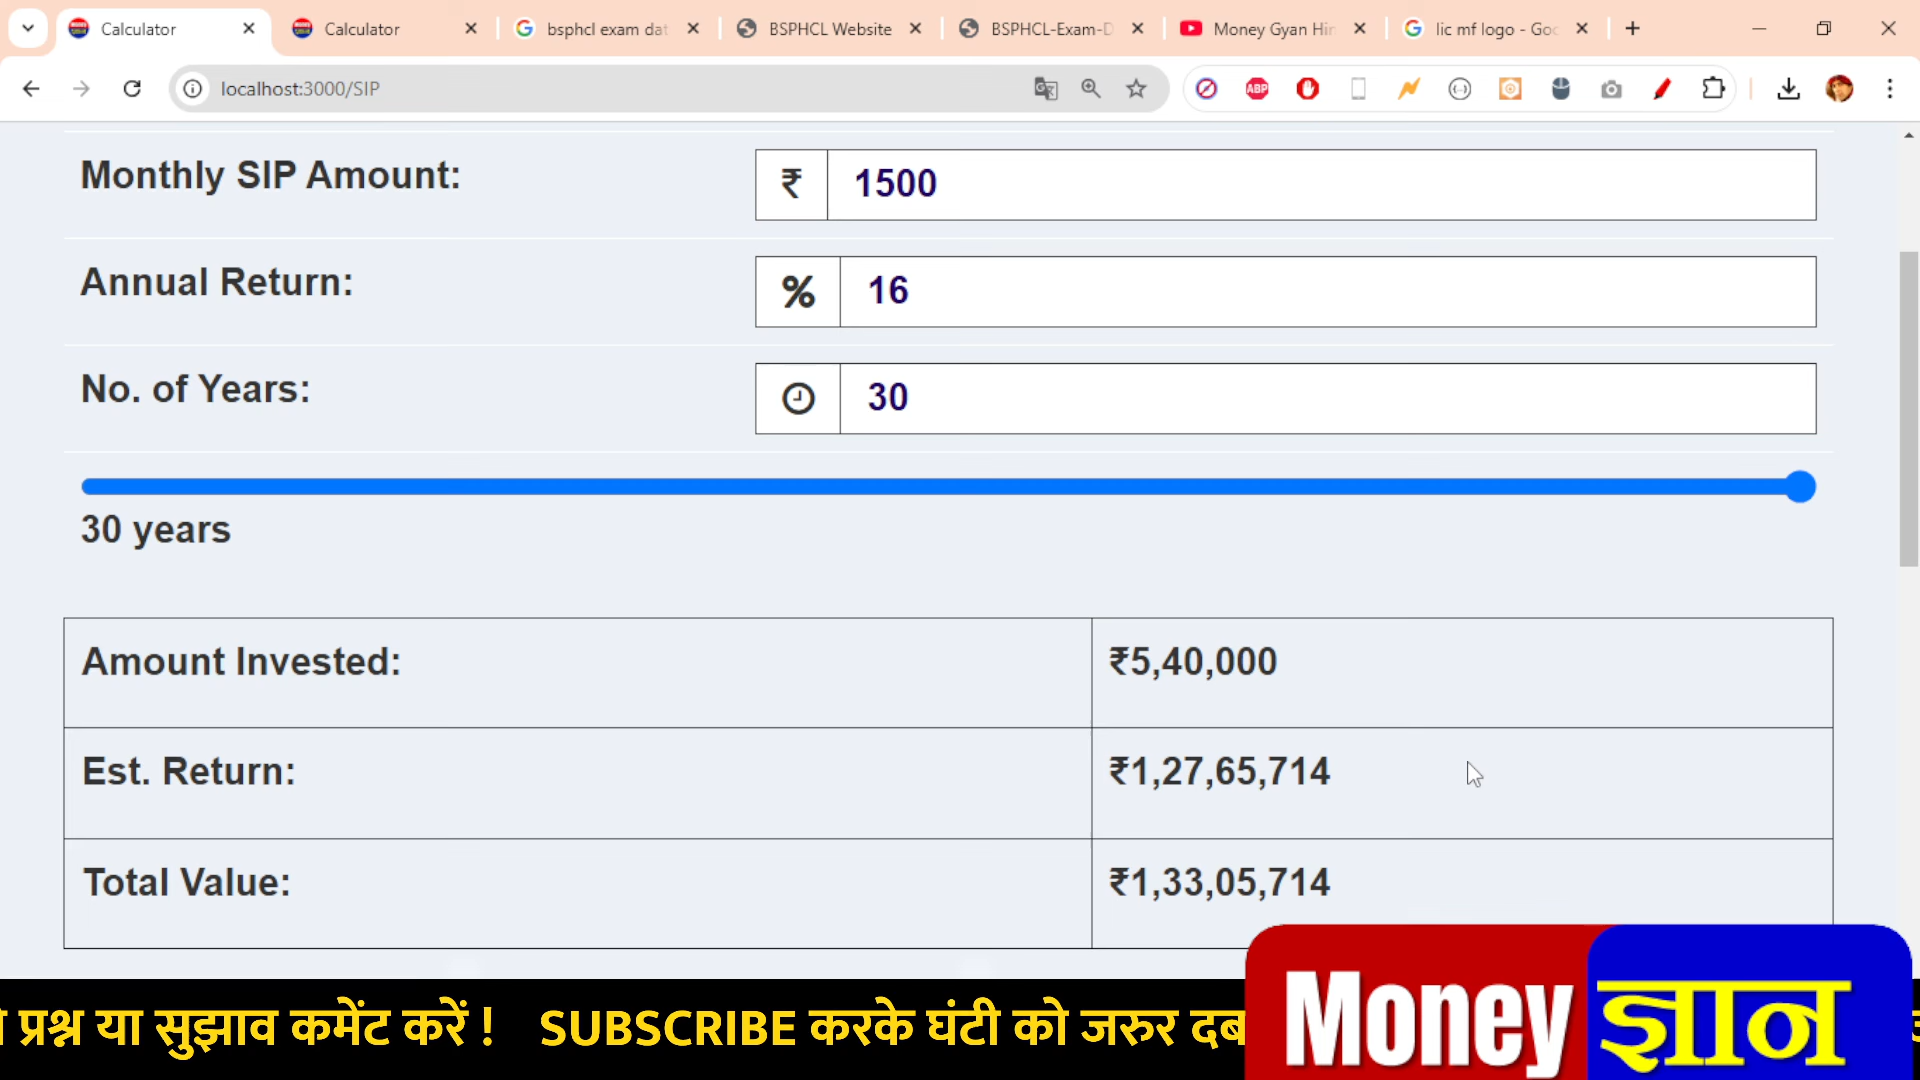 Calculator
Calculator
bsphcl exam dat
BSPHCL Website
BSPHCL-Exam-D
Money Gyan Hin
lic mf logo - Goo
localhost:3000/SIP
ABP
Monthly SIP Amount:
₹ 1500
Annual Return:
% 16
No. of Years:
30
30 years
Amount Invested: ₹5,40,000
Est. Return: ₹1,27,65,714
Total Value: ₹1,33,05,714
प्रश्न या सुझाव कमेंट करें ! SUBSCRIBE करके घंटी को जरुर दब
Money ज्ञान